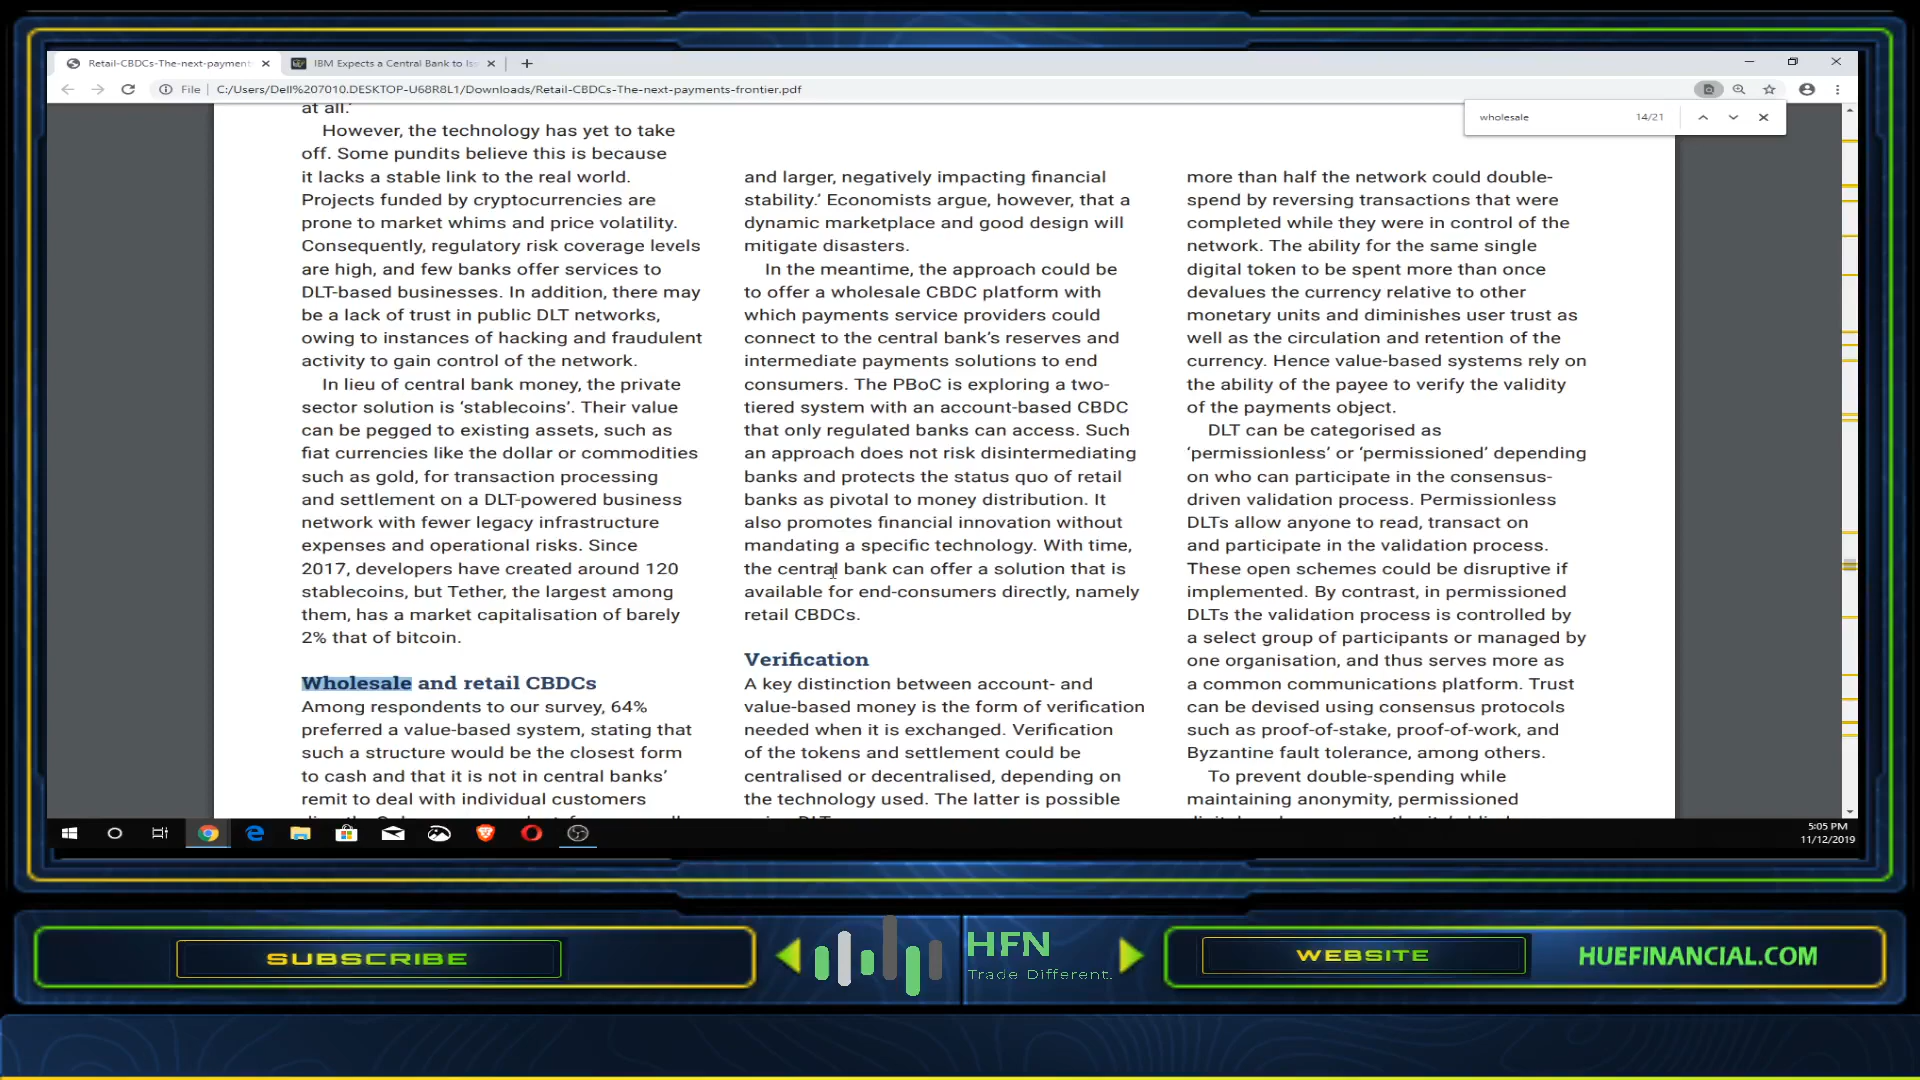 Retail-CBDCs-The-next-payment
IBM Expects a Central Bank to Is
File
C:/Users/Dell%207010.DESKTOP-U68R8L1/Downloads/Retail-CBDCs-The-next-payments-frontier.pdf
wholesale
14/21
at all.’
However, the technology has yet to take
off. Some pundits believe this is because
it lacks a stable link to the real world.
Projects funded by cryptocurrencies are
prone to market whims and price volatility.
Consequently, regulatory risk coverage levels
are high, and few banks offer services to
DLT-based businesses. In addition, there may
be a lack of trust in public DLT networks,
owing to instances of hacking and fraudulent
activity to gain control of the network.
In lieu of central bank money, the private
sector solution is ‘stablecoins’. Their value
can be pegged to existing assets, such as
fiat currencies like the dollar or commodities
such as gold, for transaction processing
and settlement on a DLT-powered business
network with fewer legacy infrastructure
expenses and operational risks. Since
2017, developers have created around 120
stablecoins, but Tether, the largest among
them, has a market capitalisation of barely
2% that of bitcoin.
Wholesale and retail CBDCs
Among respondents to our survey, 64%
preferred a value-based system, stating that
such a structure would be the closest form
to cash and that it is not in central banks’
remit to deal with individual customers
and larger, negatively impacting financial
stability.’ Economists argue, however, that a
dynamic marketplace and good design will
mitigate disasters.
In the meantime, the approach could be
to offer a wholesale CBDC platform with
which payments service providers could
connect to the central bank’s reserves and
intermediate payments solutions to end
consumers. The PBoC is exploring a two-
tiered system with an account-based CBDC
that only regulated banks can access. Such
an approach does not risk disintermediating
banks and protects the status quo of retail
banks as pivotal to money distribution. It
also promotes financial innovation without
mandating a specific technology. With time,
the central bank can offer a solution that is
available for end-consumers directly, namely
retail CBDCs.
Verification
A key distinction between account- and
value-based money is the form of verification
needed when it is exchanged. Verification
of the tokens and settlement could be
centralised or decentralised, depending on
the technology used. The latter is possible
more than half the network could double-
spend by reversing transactions that were
completed while they were in control of the
network. The ability for the same single
digital token to be spent more than once
devalues the currency relative to other
monetary units and diminishes user trust as
well as the circulation and retention of the
currency. Hence value-based systems rely on
the ability of the payee to verify the validity
of the payments object.
DLT can be categorised as
‘permissionless’ or ‘permissioned’ depending
on who can participate in the consensus-
driven validation process. Permissionless
DLTs allow anyone to read, transact on
and participate in the validation process.
These open schemes could be disruptive if
implemented. By contrast, in permissioned
DLTs the validation process is controlled by
a select group of participants or managed by
one organisation, and thus serves more as
a common communications platform. Trust
can be devised using consensus protocols
such as proof-of-stake, proof-of-work, and
Byzantine fault tolerance, among others.
To prevent double-spending while
maintaining anonymity, permissioned
5:05 PM
11/12/2019
SUBSCRIBE
HFN
Trade Different.
WEBSITE
HUEFINANCIAL.COM